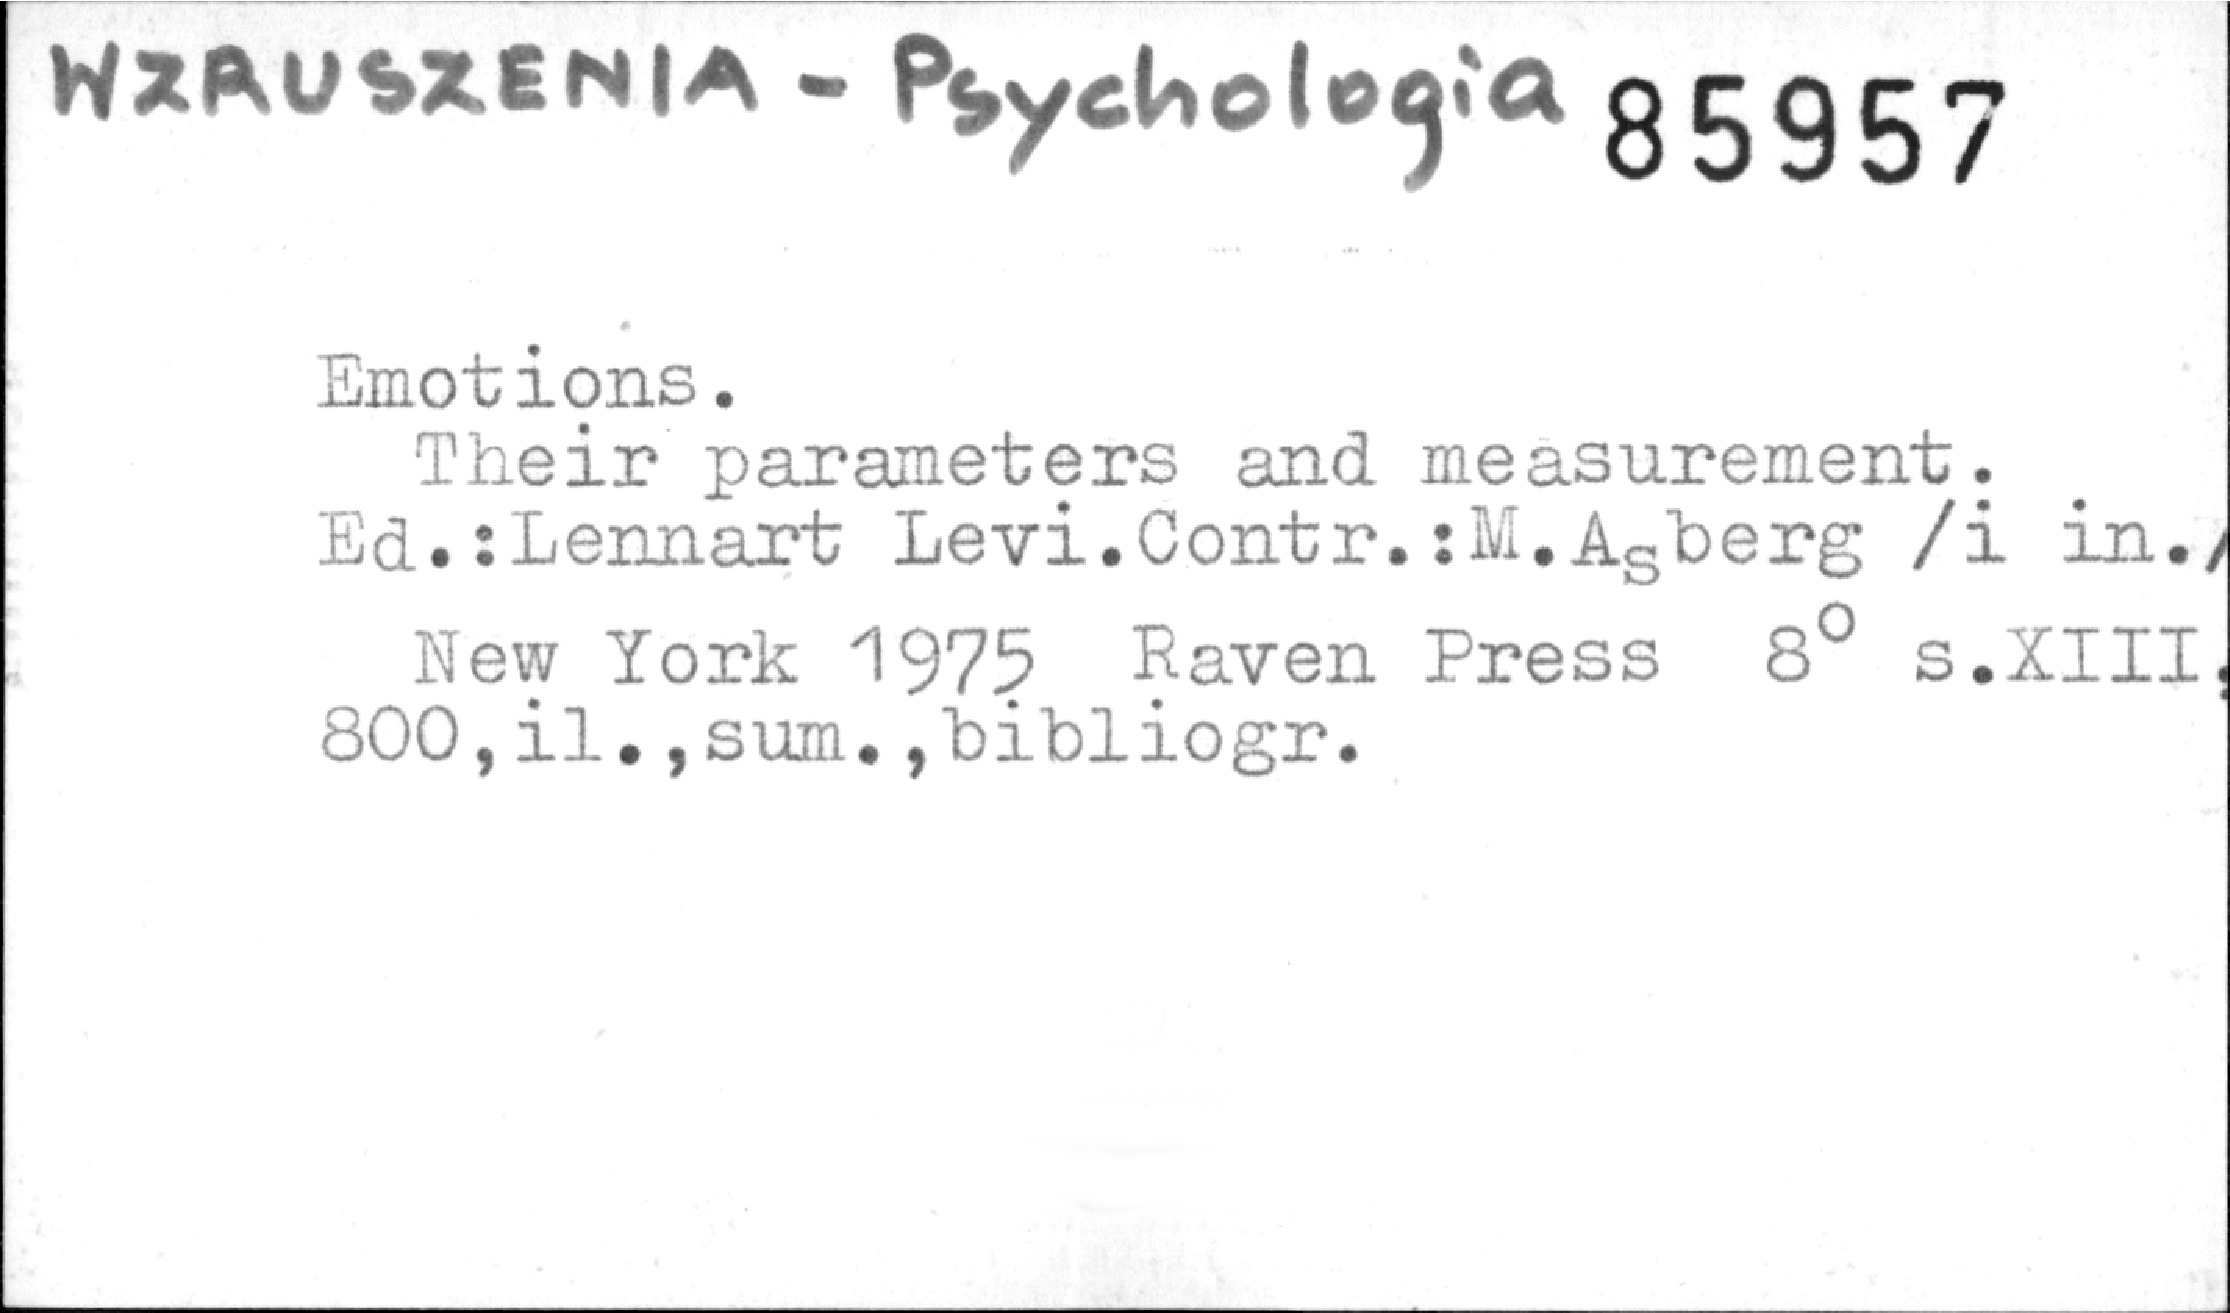 WZRUSZENIA - Psychologia 85957
Emotions.
Their parameters and measurement.
Ed.:Lennart Levi.Contr.:M.Asberg /i in./
New York 1975 Raven Press 8° s.XIII,
800,il.,sum.,bibliogr.